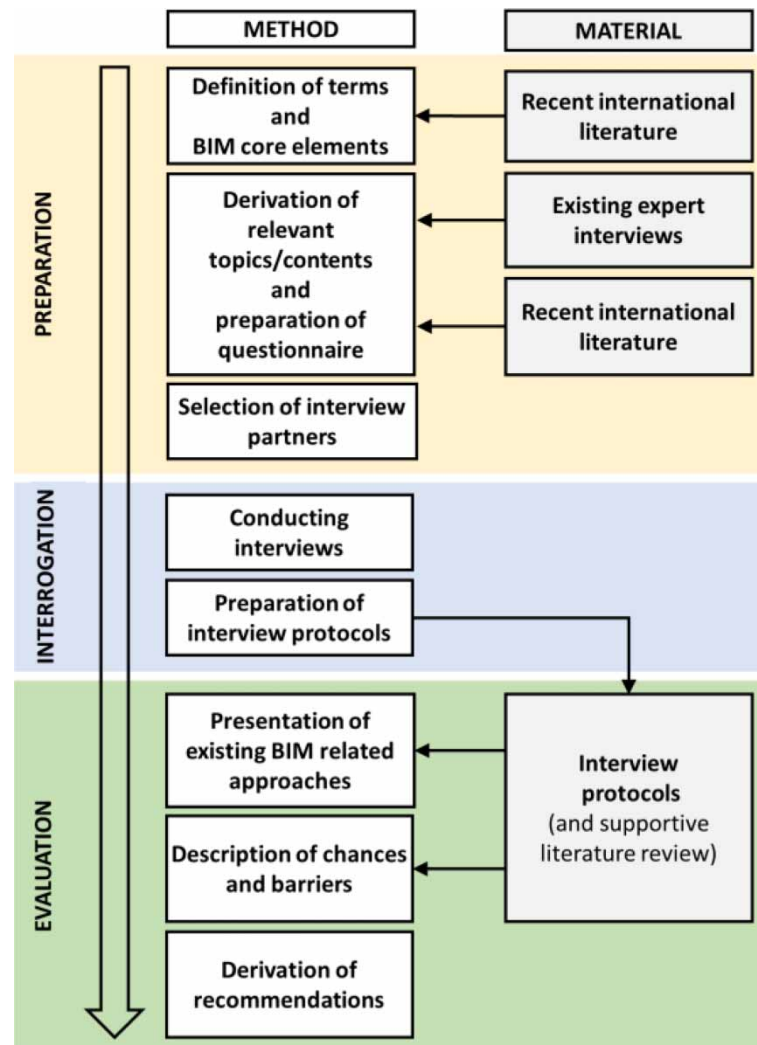 METHOD
MATERIAL
PREPARATION
Definition of terms
and
BIM core elements
Recent international
literature
Derivation of
relevant
topics/contents
and
preparation of
questionnaire
Existing expert
interviews
Recent international
literature
Selection of interview
partners
INTERROGATION
Conducting
interviews
Preparation of
interview protocols
EVALUATION
Presentation of
existing BIM related
approaches
Interview
protocols
(and supportive
literature review)
Description of chances
and barriers
Derivation of
recommendations